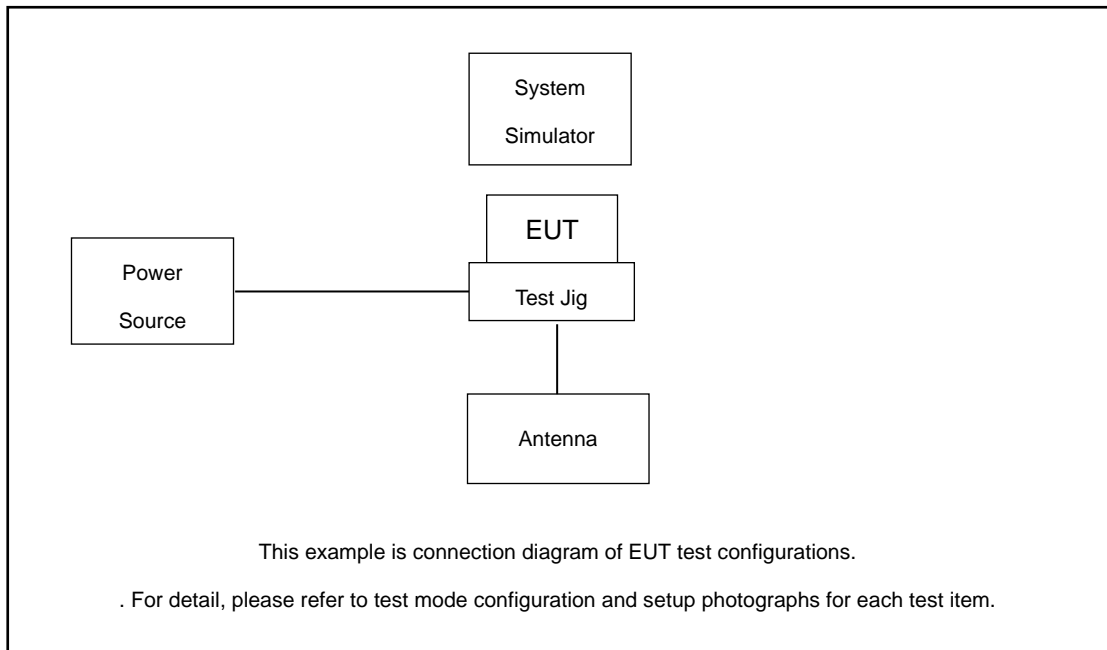 System
Simulator
EUT
Power
Source
Test Jig
Antenna
This example is connection diagram of EUT test configurations.
. For detail, please refer to test mode configuration and setup photographs for each test item.